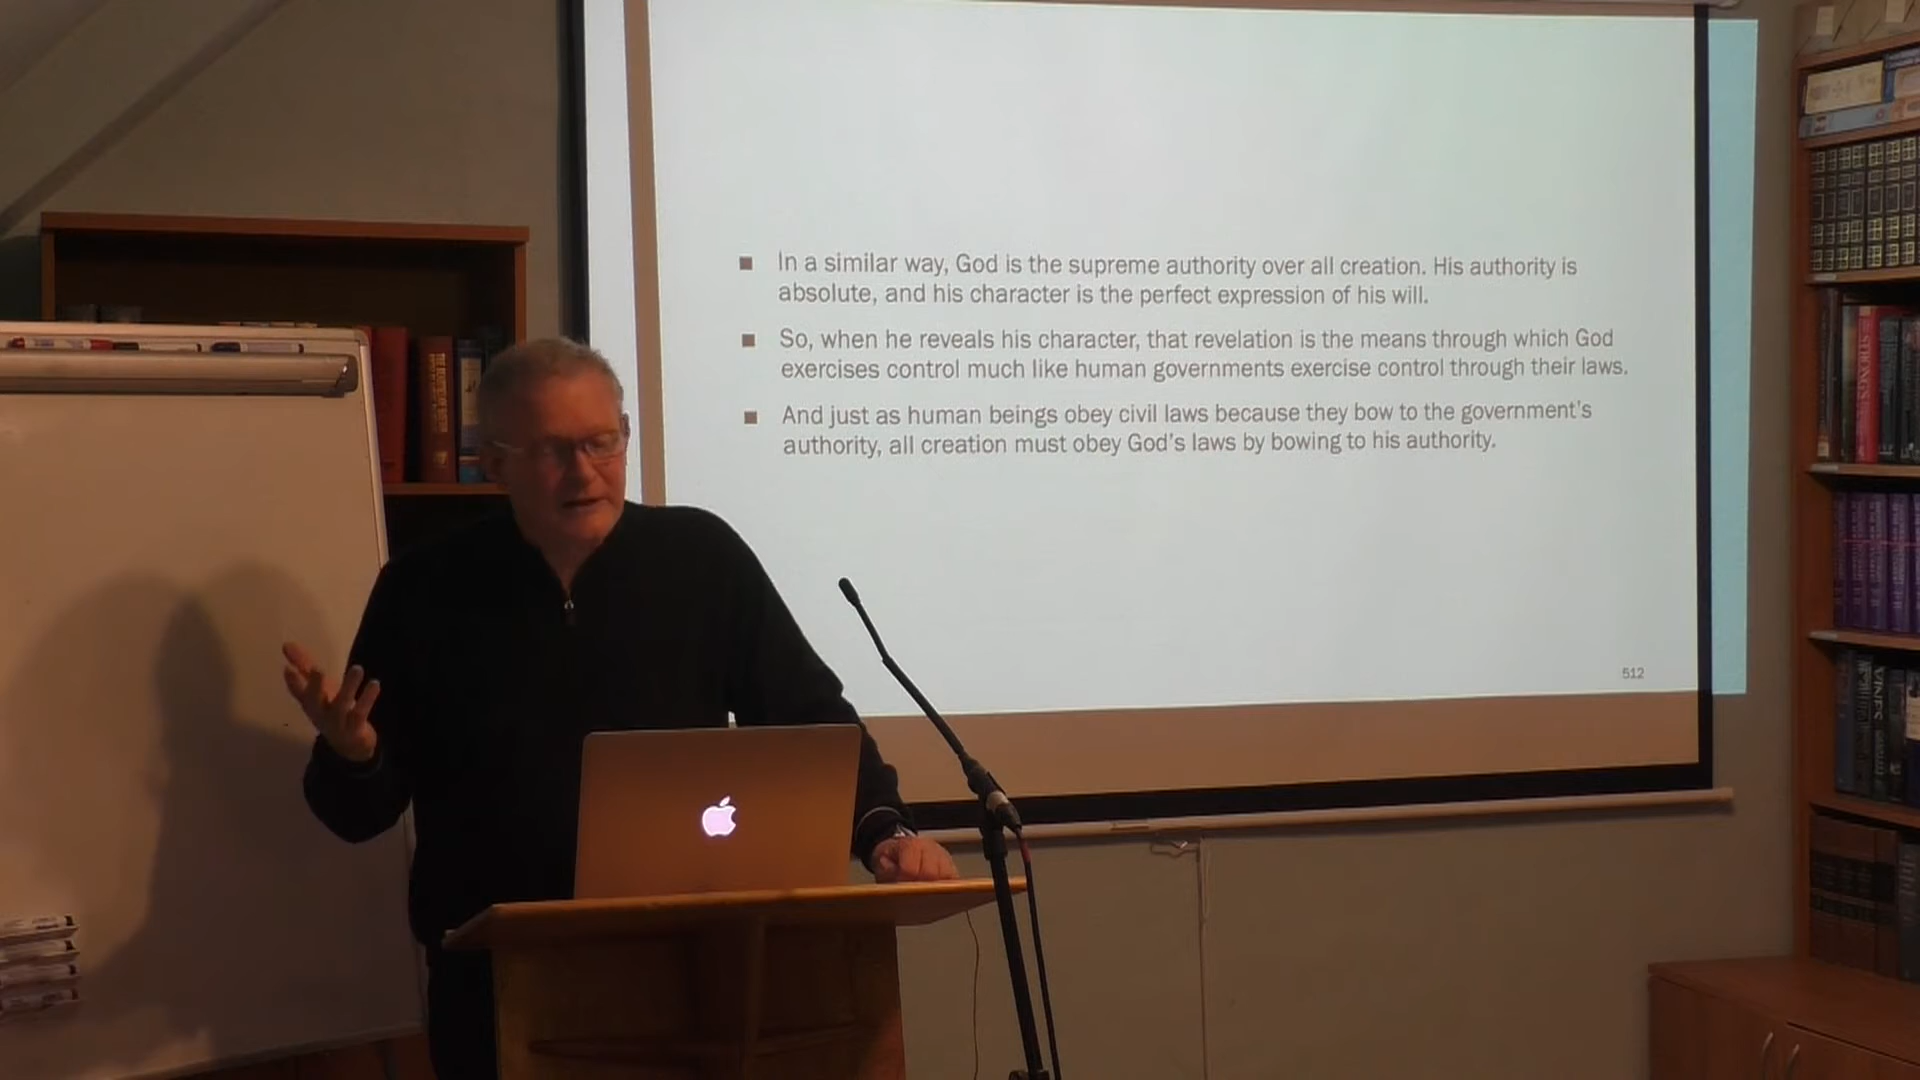 ■ In a similar way, God is the supreme authority over all creation. His authority is
absolute, and his character is the perfect expression of his will.
■ So, when he reveals his character, that revelation is the means through which God
exercises control much like human governments exercise control through their laws.
■ And just as human beings obey civil laws because they bow to the government's
authority, all creation must obey God's laws by bowing to his authority.
512
STRONG'S
VINE'S